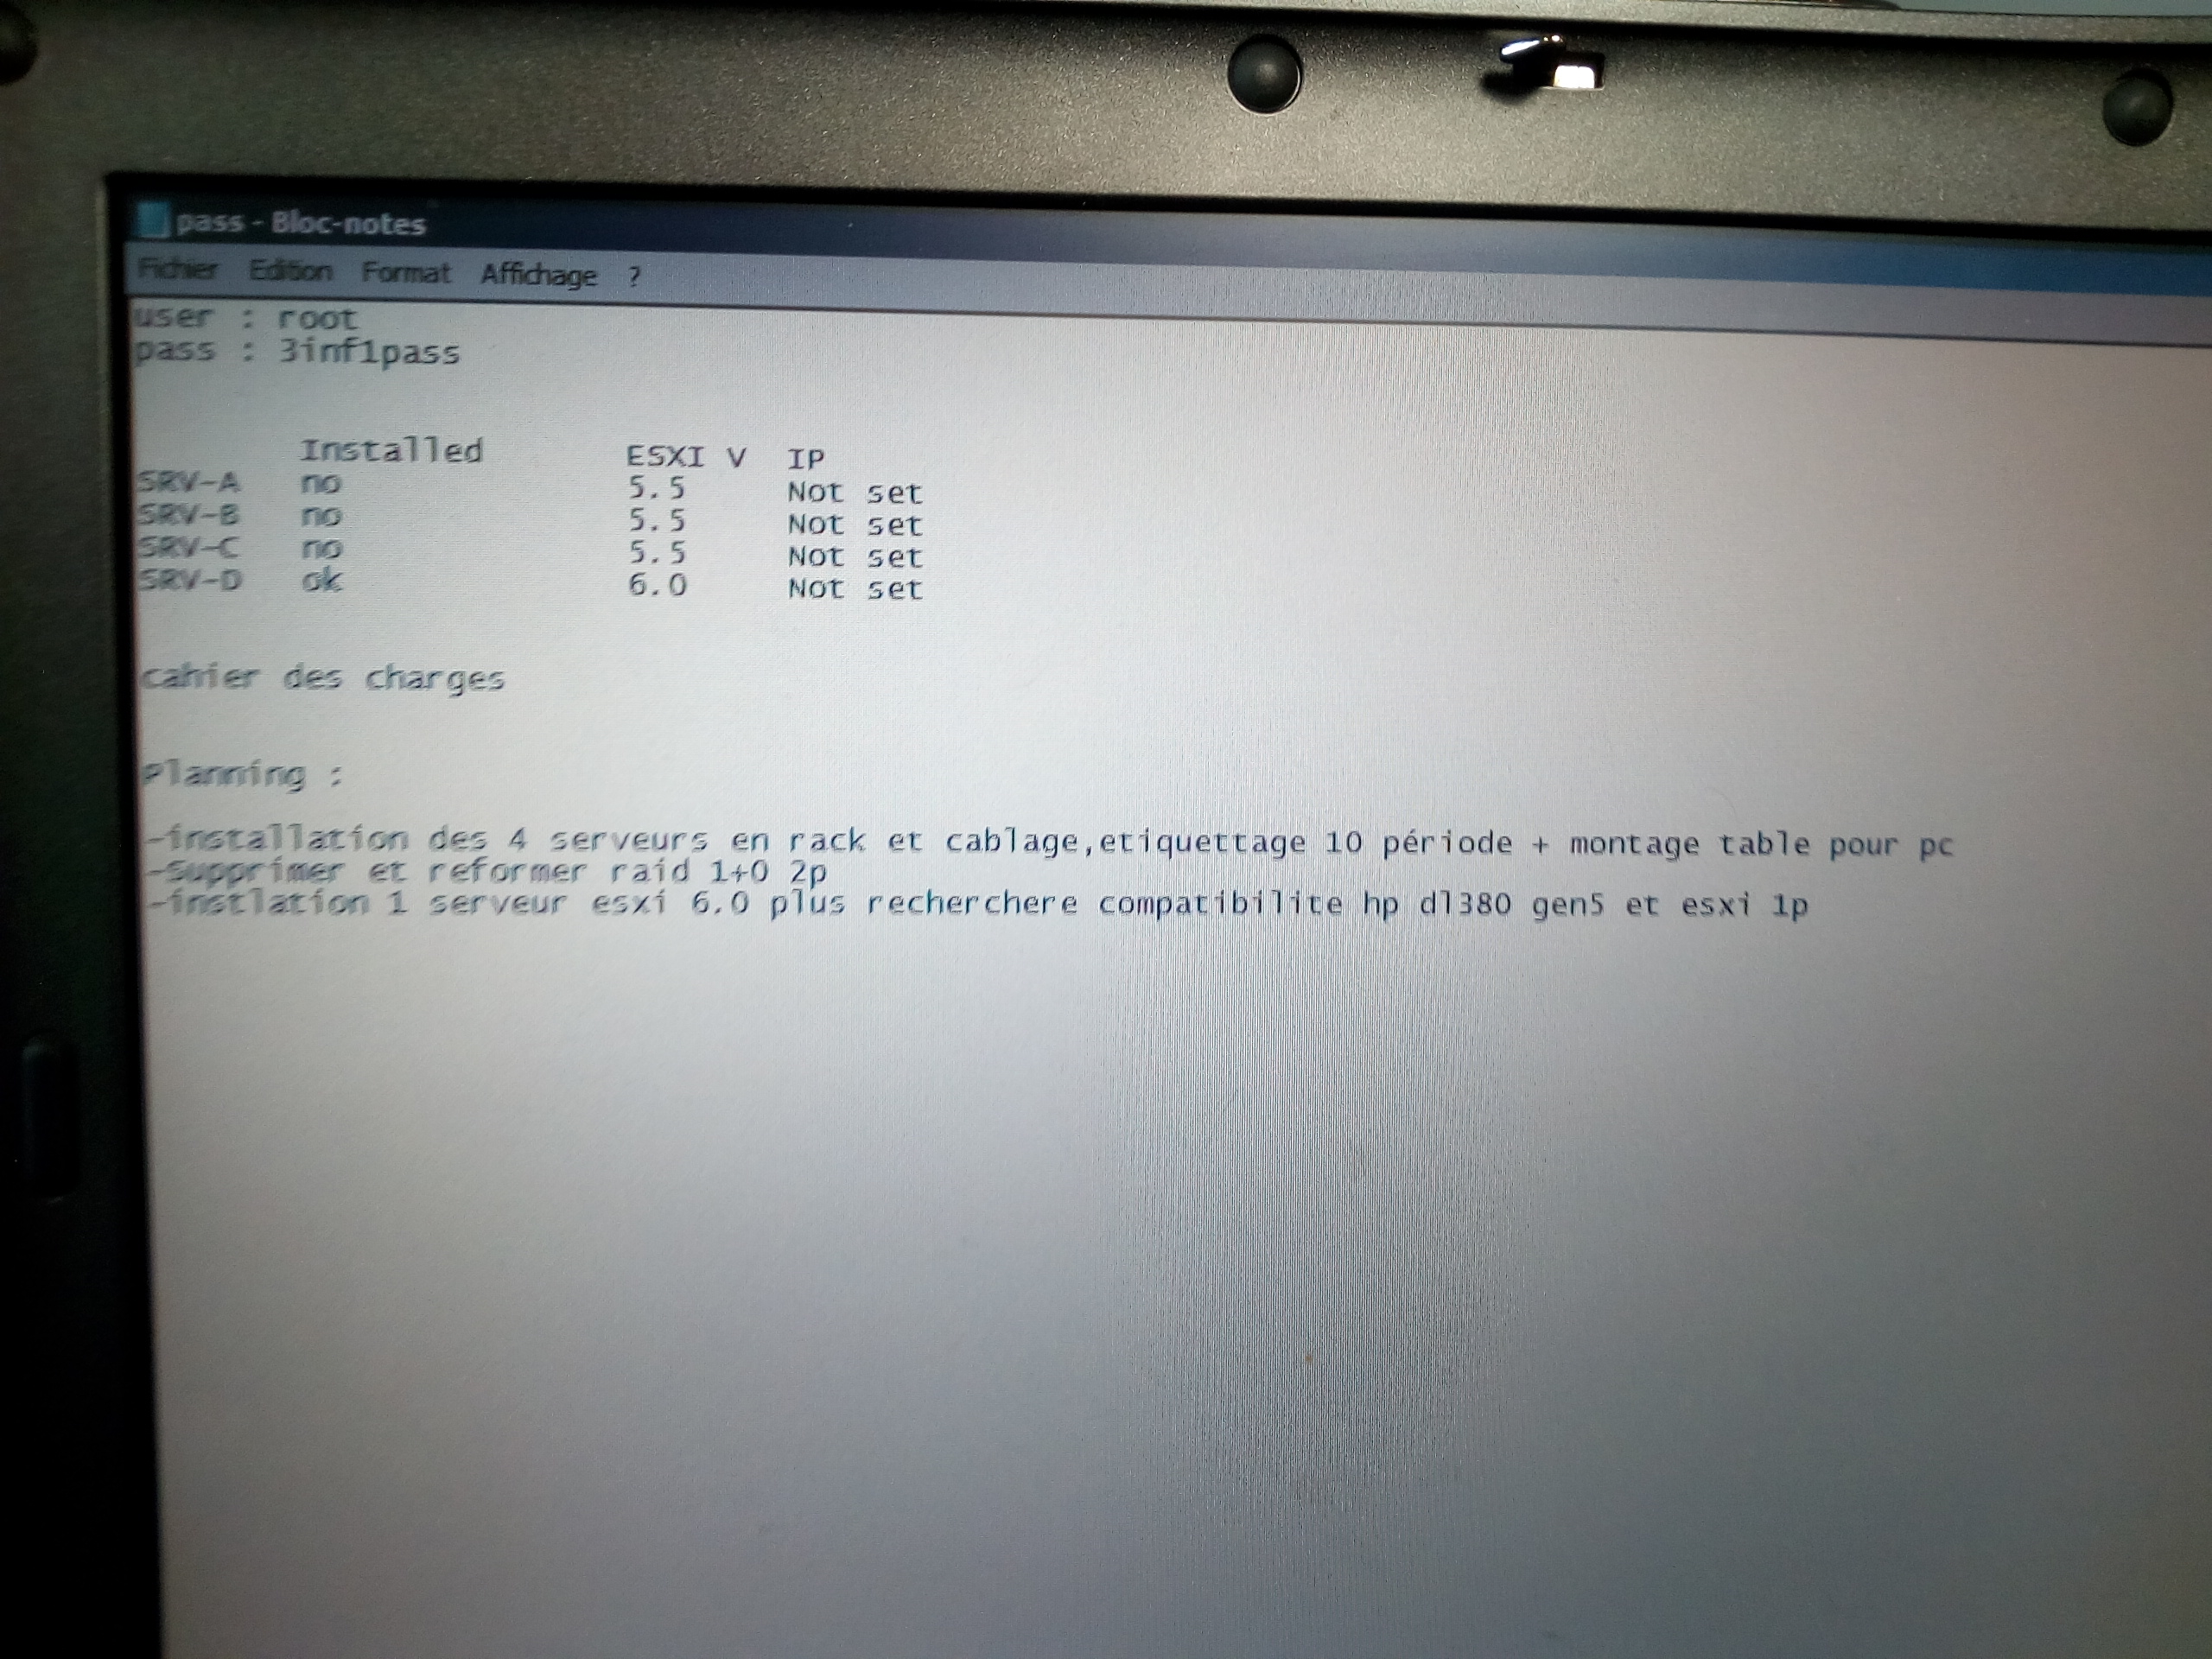 pass - Bloc-notes
Fichier Edition Format Affichage ?
user : root
pass : 3inf1pass
Installed ESXI V IP
SRV-A no 5.5 Not set
SRV-B no 5.5 Not set
SRV-C no 5.5 Not set
SRV-D ok 6.0 Not set
cahier des charges
Planning :
-installation des 4 serveurs en rack et cablage,etiquettage 10 période + montage table pour pc
-Supprimer et reformer raid 1+0 2p
-instlation 1 serveur esxi 6.0 plus recherchere compatibilite hp dl380 gen5 et esxi 1p